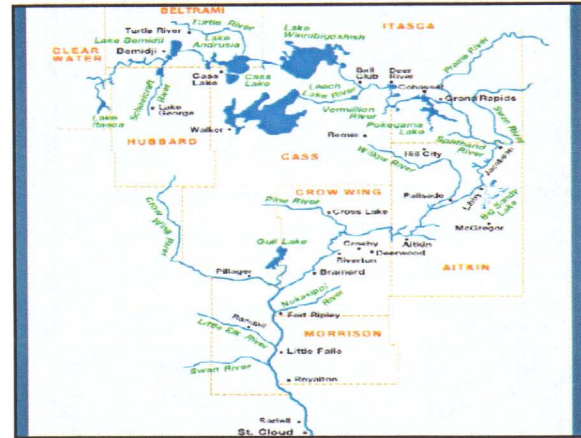 BELTRAMI
ITASCA
Turtle River
Turtle River
Lake Winnibigoshish
Lake Bemidji
Lake Andrusia
CLEAR WATER
Bemidji
Prairie River
Ball Club
Deer River
Cass Lake
Cass Lake
Cohasset
Leech Lake River
Grand Rapids
Schoolcraft River
Lake George
Vermillion River
Lake Itasca
Pokegama Lake
Swan River
Walker
Remer
HUBBARD
Hill City
Jacobson
CASS
Willow River
CROW WING
Palisade
Libby
Big Sandy Lake
Pine River
Cross Lake
McGregor
Crow Wing River
Gull Lake
Crosby
Aitkin
Riverton
Deerwood
AITKIN
Pillager
Brainerd
Nokasippi River
Fort Ripley
Randall
MORRISON
Little Elk River
Little Falls
Swan River
Royalton
Sartell
St. Cloud